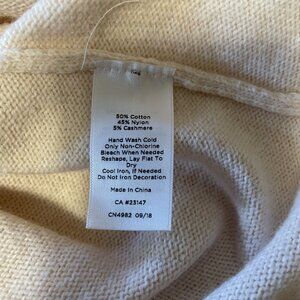 50% Cotton
45% Nylon
5% Cashmere
Hand Wash Cold
Only Non-Chlorine
Bleach When Needed
Reshape, Lay Flat To
Dry
Cool Iron, If Needed
Do Not Iron Decoration
Made In China
CA #23147
CN4982 09/18